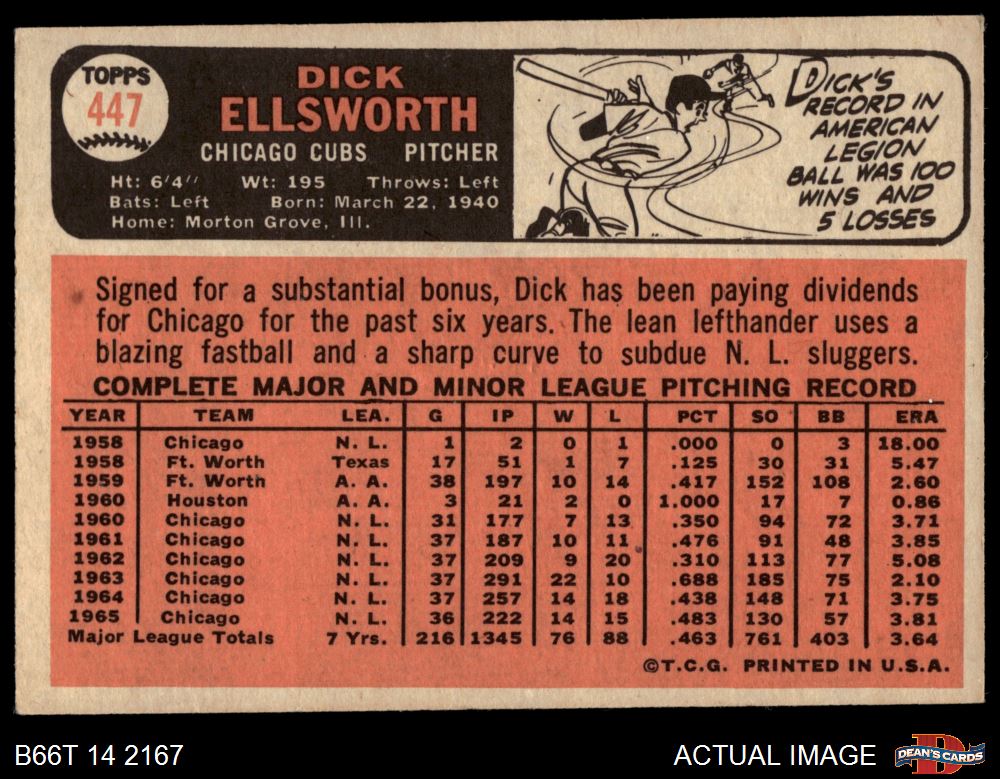 TOPPS
447
DICK
ELLSWORTH
CHICAGO CUBS PITCHER
Ht: 6'4" Wt: 195 Throws: Left
Bats: Left Born: March 22, 1940
Home: Morton Grove, Ill.
DICK'S
RECORD IN
AMERICAN
LEGION
BALL WAS 100
WINS AND
5 LOSSES
Signed for a substantial bonus, Dick has been paying dividends
for Chicago for the past six years. The lean lefthander uses a
blazing fastball and a sharp curve to subdue N. L. sluggers.
COMPLETE MAJOR AND MINOR LEAGUE PITCHING RECORD
YEAR TEAM LEA. G IP W L PCT SO BB ERA
1958 Chicago N. L. 1 2 0 1 .000 0 3 18.00
1958 Ft. Worth Texas 17 51 1 7 .125 30 31 5.47
1959 Ft. Worth A. A. 38 197 10 14 .417 152 108 2.60
1960 Houston A. A. 3 21 2 0 1.000 17 7 0.86
1960 Chicago N. L. 31 177 7 13 .350 94 72 3.71
1961 Chicago N. L. 37 187 10 11 .476 91 48 3.85
1962 Chicago N. L. 37 209 9 20 .310 113 77 5.08
1963 Chicago N. L. 37 291 22 10 .688 185 75 2.10
1964 Chicago N. L. 37 257 14 18 .438 148 71 3.75
1965 Chicago N. L. 36 222 14 15 .483 130 57 3.81
Major League Totals 7 Yrs. 216 1345 76 88 .463 761 403 3.64
©T.C.G. PRINTED IN U.S.A.
B66T 14 2167
ACTUAL IMAGE
DEAN'S CARDS